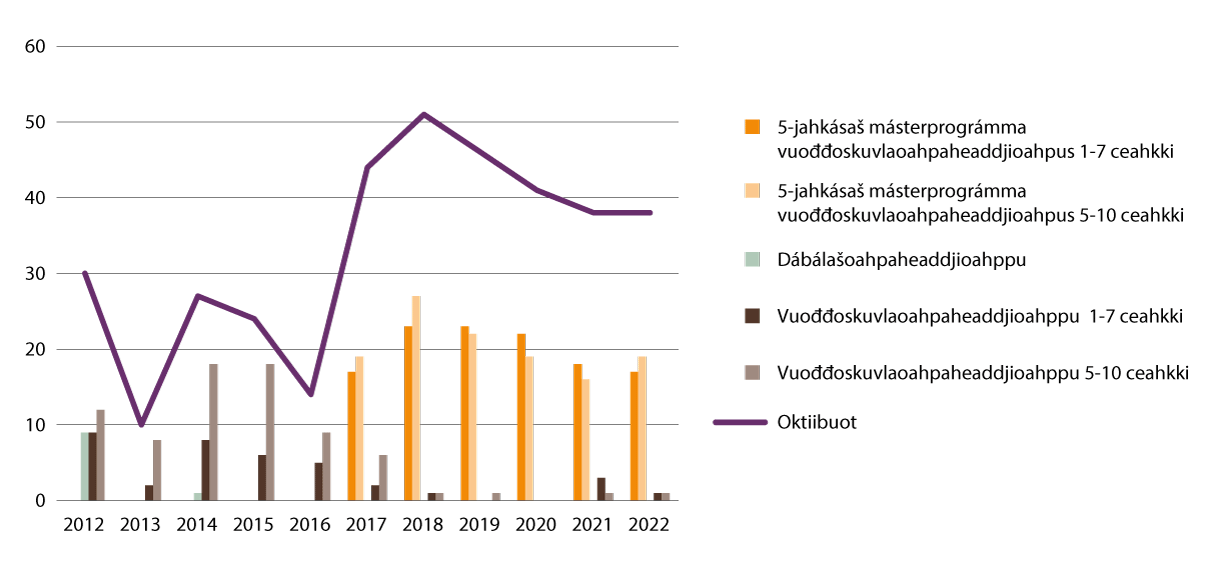 60
50
40
30
20
10
0
2012 2013 2014 2015 2016 2017 2018 2019 2020 2021 2022
5-jahkásaš másterprográmma
vuođđoskuvlaoahpaheaddjioahpus 1-7 ceahkki
5-jahkásaš másterprográmma
vuođđoskuvlaoahpaheaddjioahpus 5-10 ceahkki
Dábálašoahpaheaddjioahppu
Vuođđoskuvlaoahpaheaddjioahppu 1-7 ceahkki
Vuođđoskuvlaoahpaheaddjioahppu 5-10 ceahkki
Oktiibuot